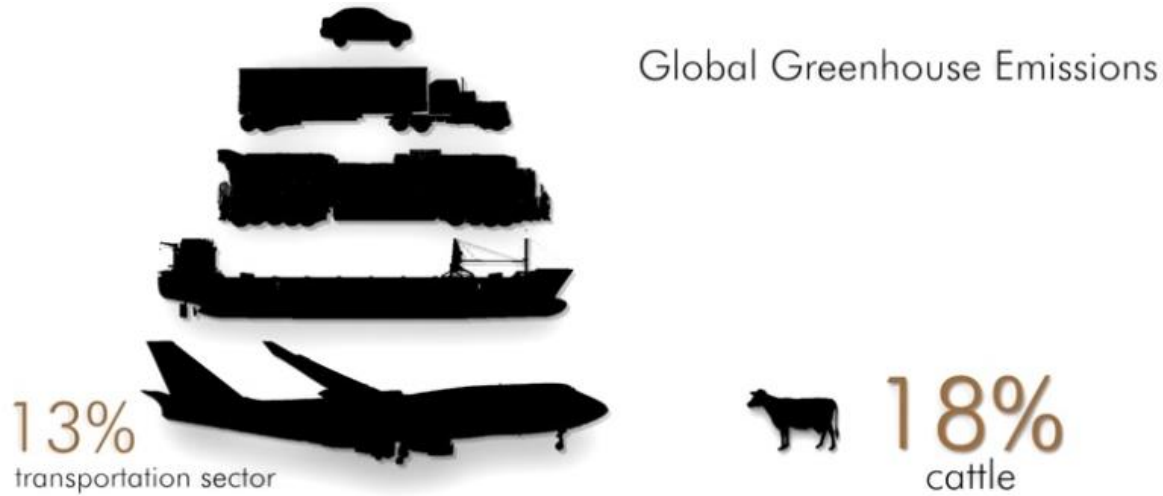 Global Greenhouse Emissions
13%
transportation sector
18%
cattle